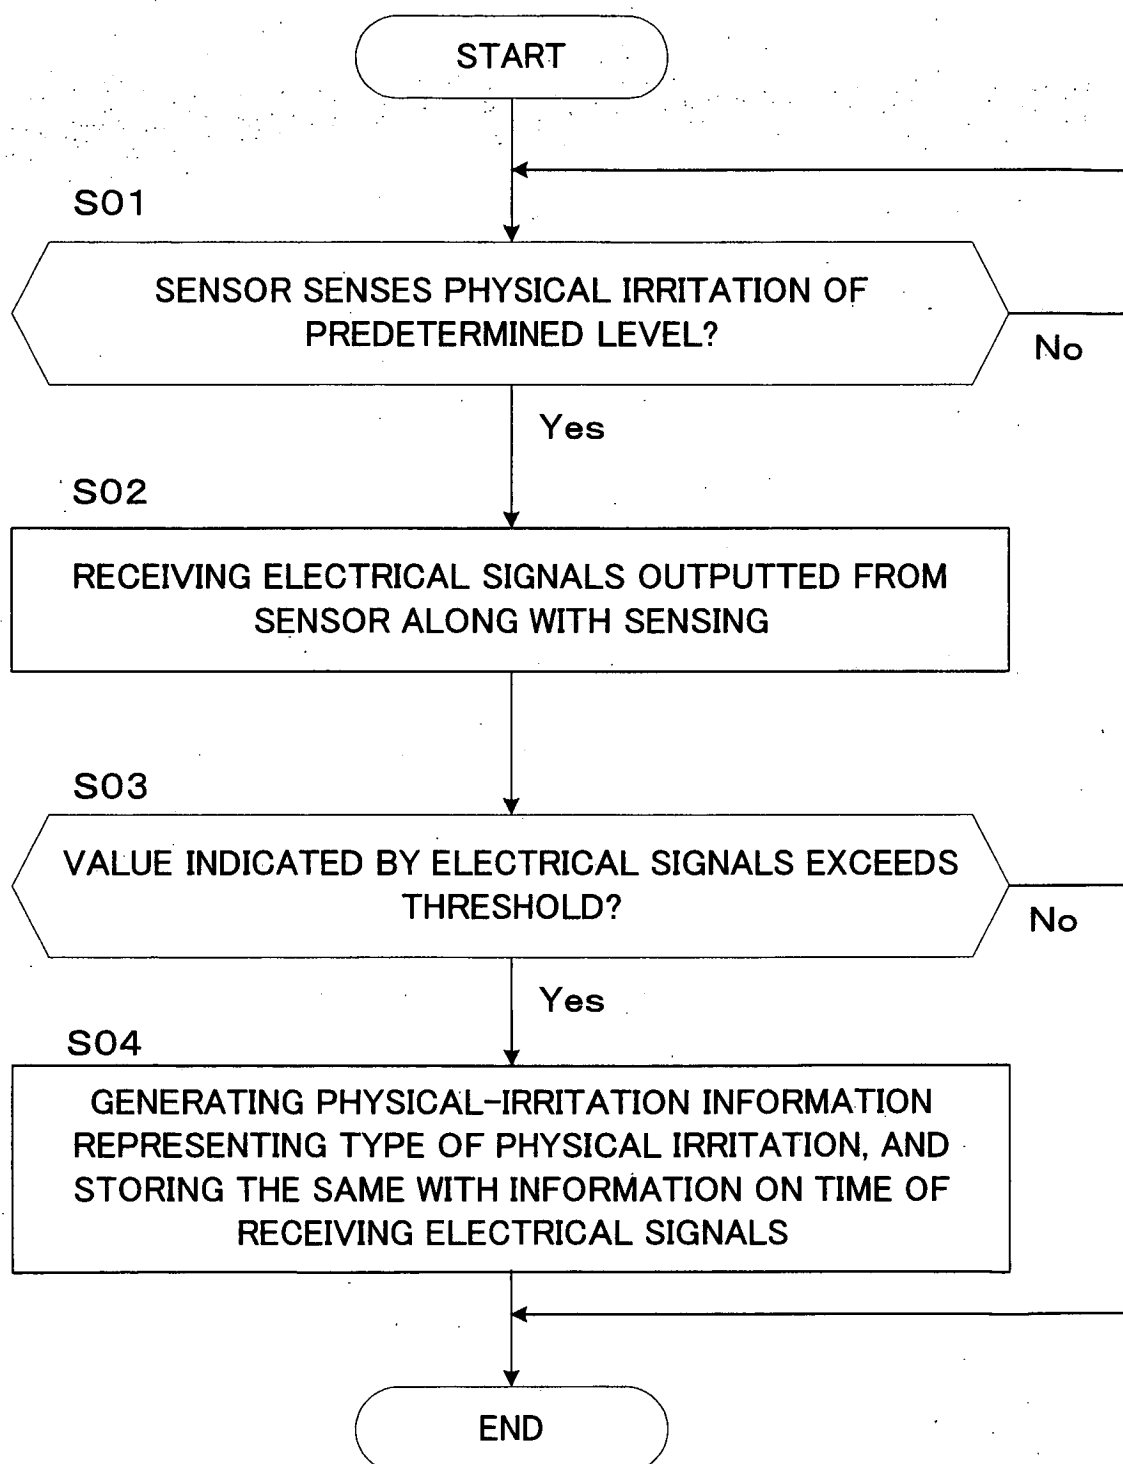 START
S01
SENSOR SENSES PHYSICAL IRRITATION OF
PREDETERMINED LEVEL?
No
Yes
S02
RECEIVING ELECTRICAL SIGNALS OUTPUTTED FROM
SENSOR ALONG WITH SENSING
S03
VALUE INDICATED BY ELECTRICAL SIGNALS EXCEEDS
THRESHOLD?
No
Yes
S04
GENERATING PHYSICAL-IRRITATION INFORMATION
REPRESENTING TYPE OF PHYSICAL IRRITATION, AND
STORING THE SAME WITH INFORMATION ON TIME OF
RECEIVING ELECTRICAL SIGNALS
END